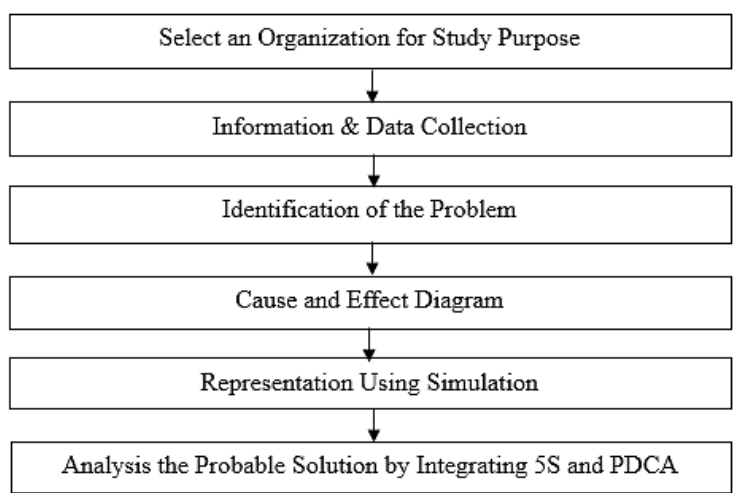 Select an Organization for Study Purpose
Information & Data Collection
Identification of the Problem
Cause and Effect Diagram
Representation Using Simulation
Analysis the Probable Solution by Integrating 5S and PDCA